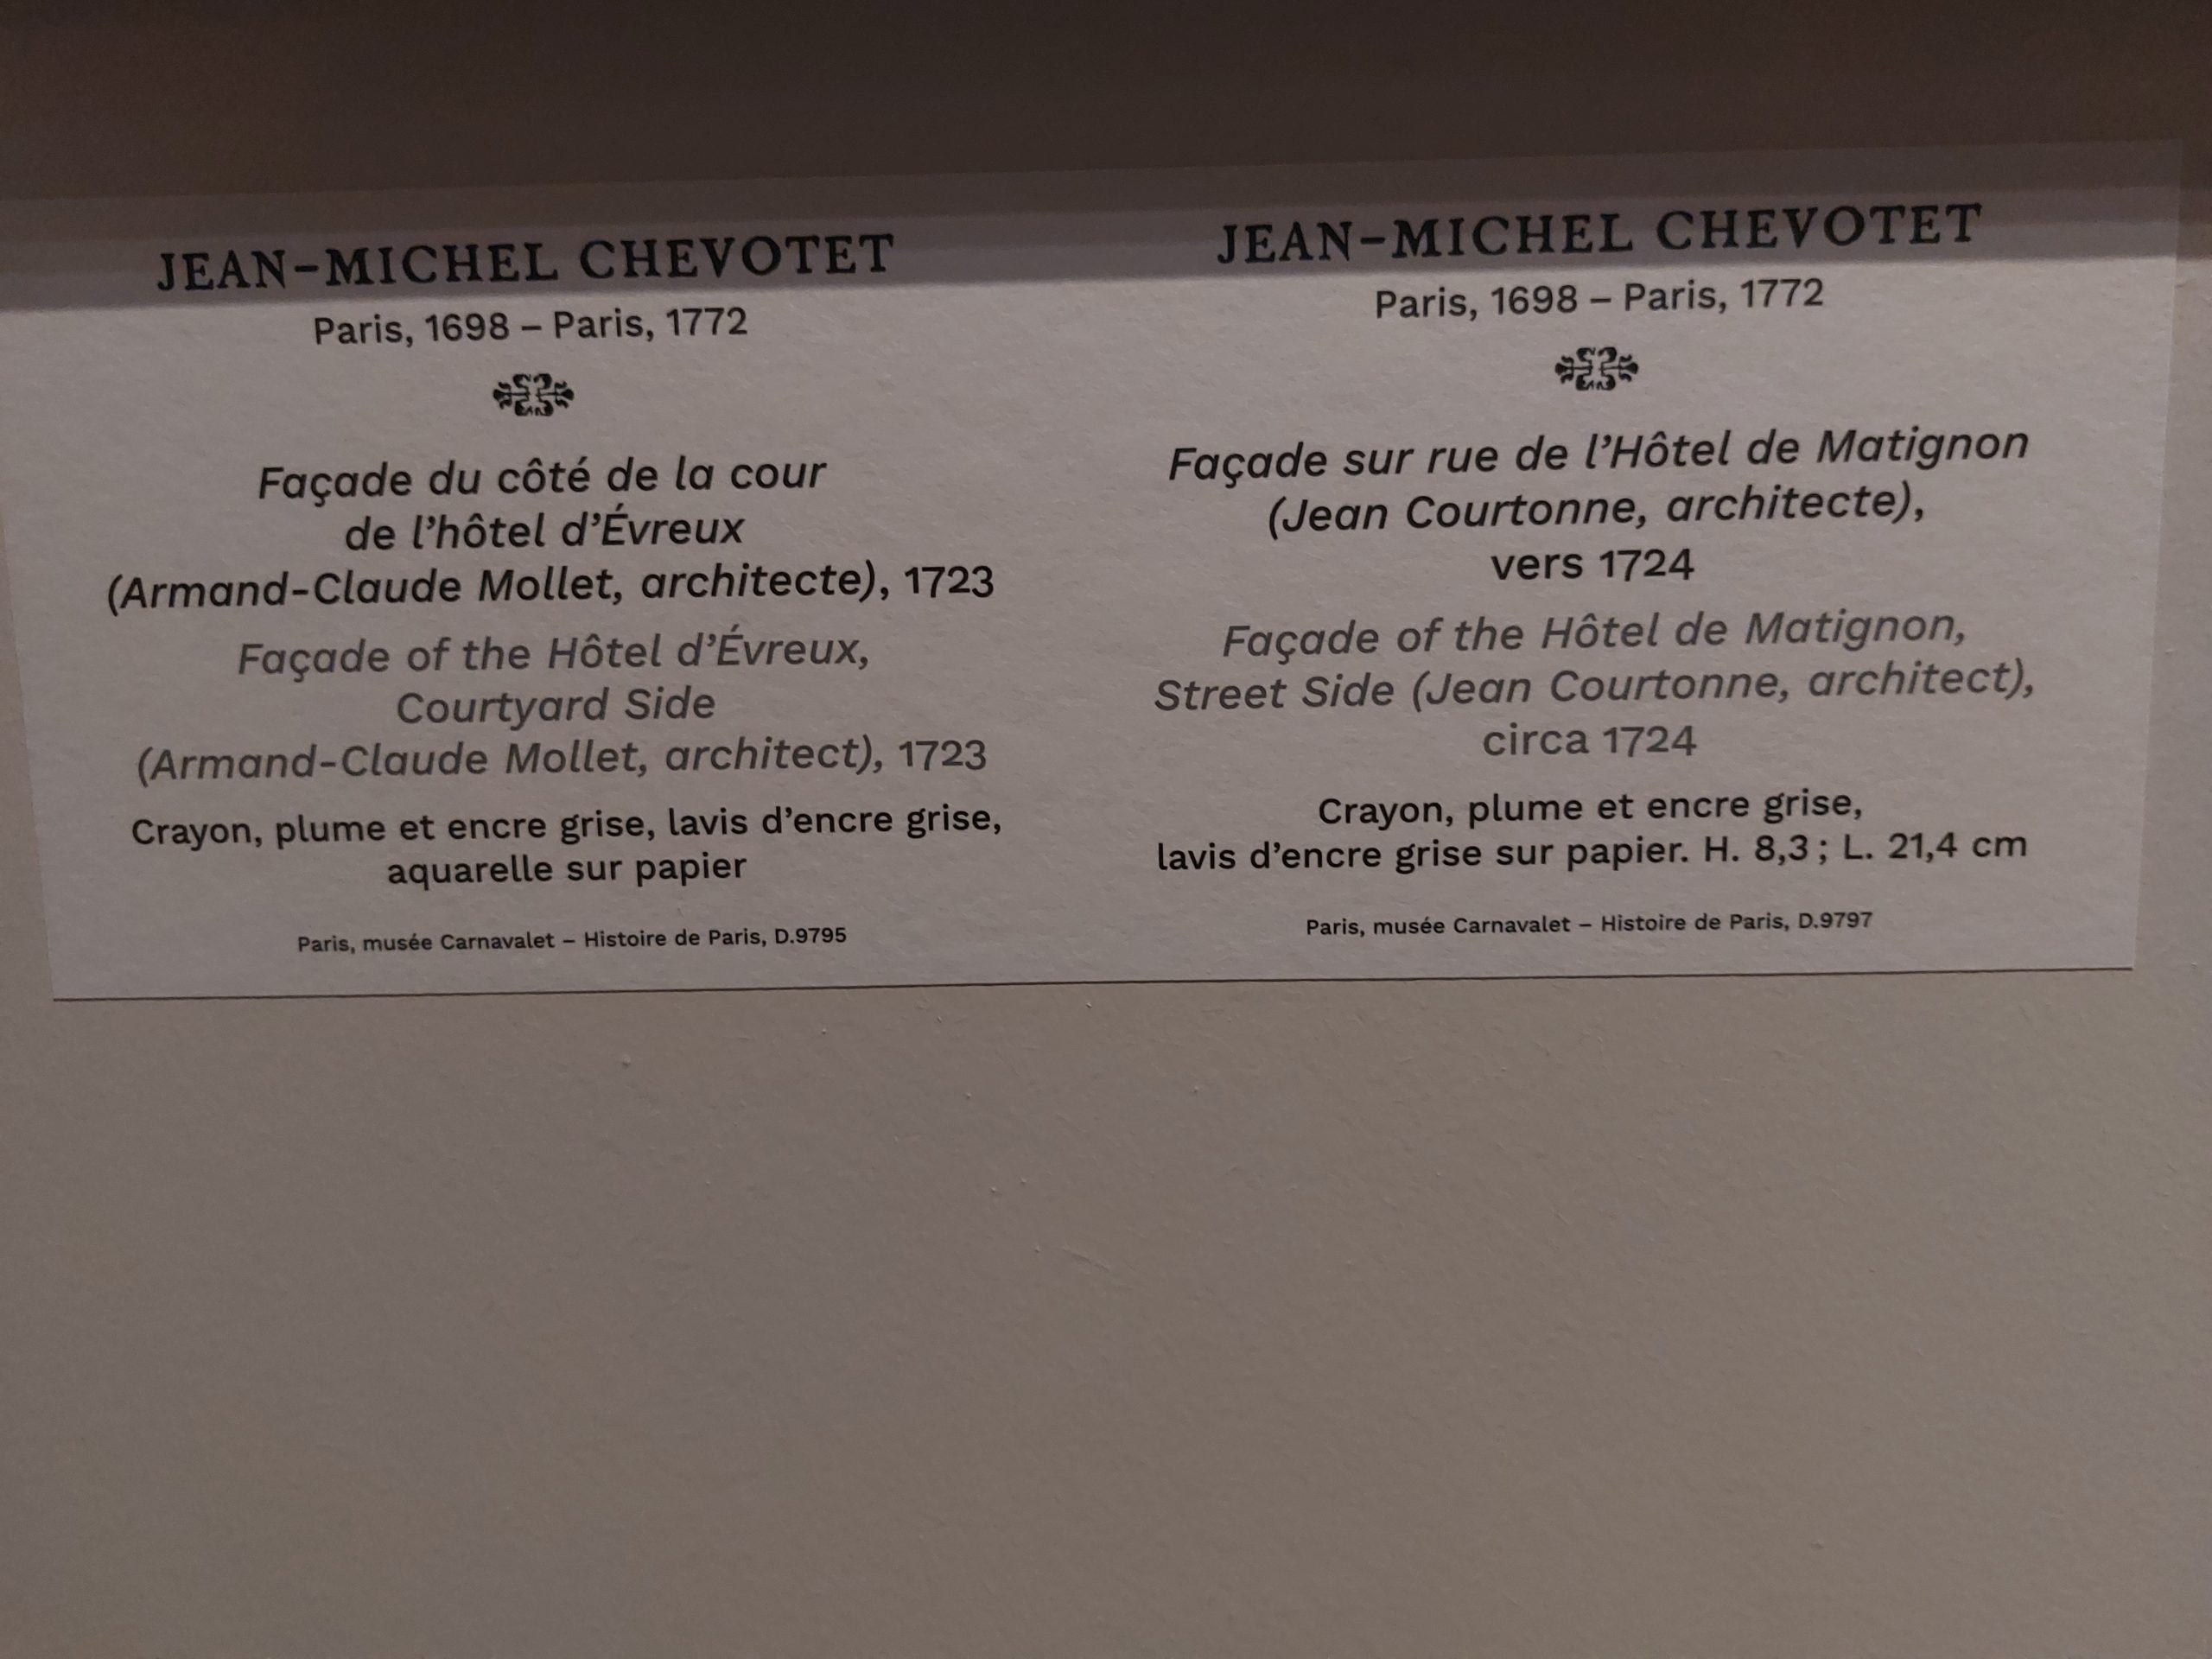 JEAN-MICHEL CHEVOTET
Paris, 1698 – Paris, 1772
Façade du côté de la cour
de l’hôtel d’Évreux
(Armand-Claude Mollet, architecte), 1723
Façade of the Hôtel d’Évreux,
Courtyard Side
(Armand-Claude Mollet, architect), 1723
Crayon, plume et encre grise, lavis d’encre grise,
aquarelle sur papier
Paris, musée Carnavalet – Histoire de Paris, D.9795
JEAN-MICHEL CHEVOTET
Paris, 1698 – Paris, 1772
Façade sur rue de l’Hôtel de Matignon
(Jean Courtonne, architecte),
vers 1724
Façade of the Hôtel de Matignon,
Street Side (Jean Courtonne, architect),
circa 1724
Crayon, plume et encre grise,
lavis d’encre grise sur papier. H. 8,3 ; L. 21,4 cm
Paris, musée Carnavalet – Histoire de Paris, D.9797